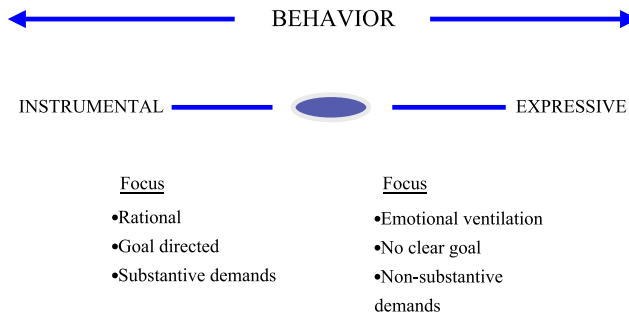 BEHAVIOR
INSTRUMENTAL EXPRESSIVE
Focus
•Rational
•Goal directed
•Substantive demands
Focus
•Emotional ventilation
•No clear goal
•Non-substantive
demands